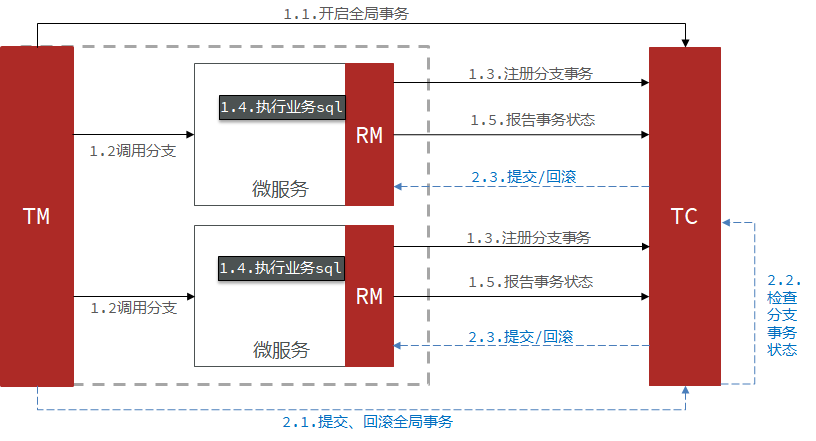 1.1.开启全局事务
TM
1.2调用分支
1.4.执行业务sql
RM
微服务
1.3.注册分支事务
1.5.报告事务状态
2.3.提交/回滚
TC
1.2调用分支
1.4.执行业务sql
RM
微服务
1.3.注册分支事务
1.5.报告事务状态
2.3.提交/回滚
2.2.
检查
分支
事务
状态
2.1.提交、回滚全局事务